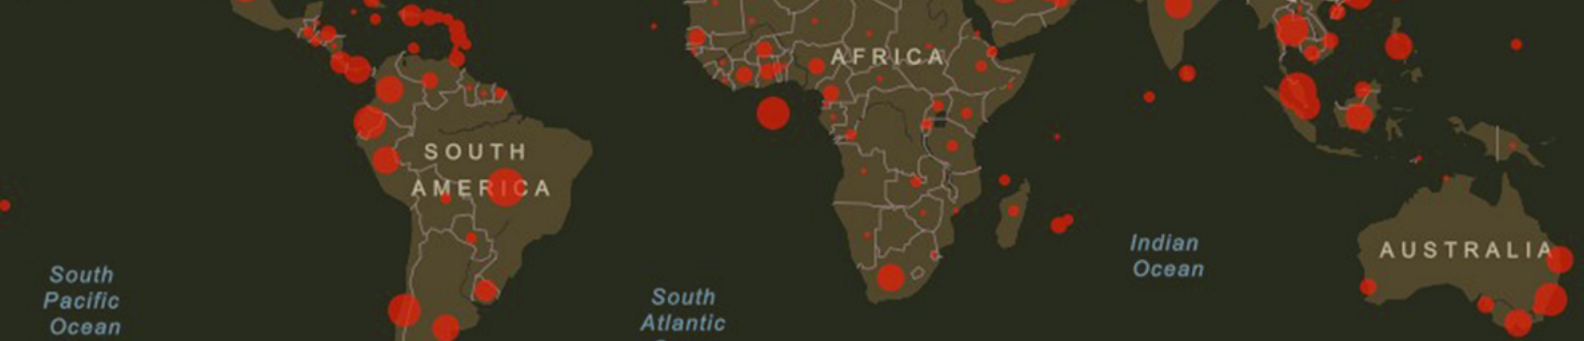 AFRICA
SOUTH
AMERICA
AUSTRALIA
Indian
Ocean
South
Pacific
Ocean
South
Atlantic